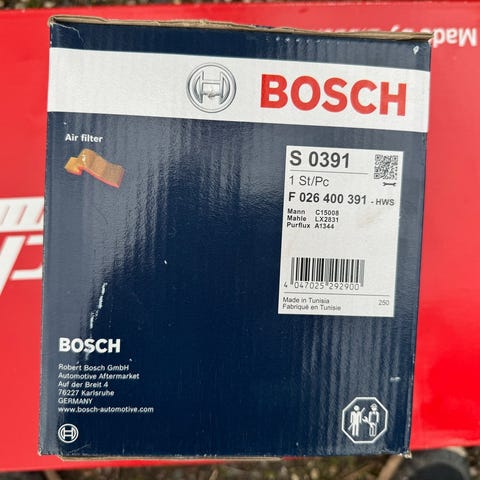 Made by
BOSCH
Air filter
S 0391
1 St/Pc
F 026 400 391 - HWS
Mann C15008
Mahle LX2831
Purflux A1344
4 047025 292900
Made in Tunisia 250
Fabriqué en Tunisie
BOSCH
Robert Bosch GmbH
Automotive Aftermarket
Auf der Breit 4
76227 Karlsruhe
GERMANY
www.bosch-automotive.com